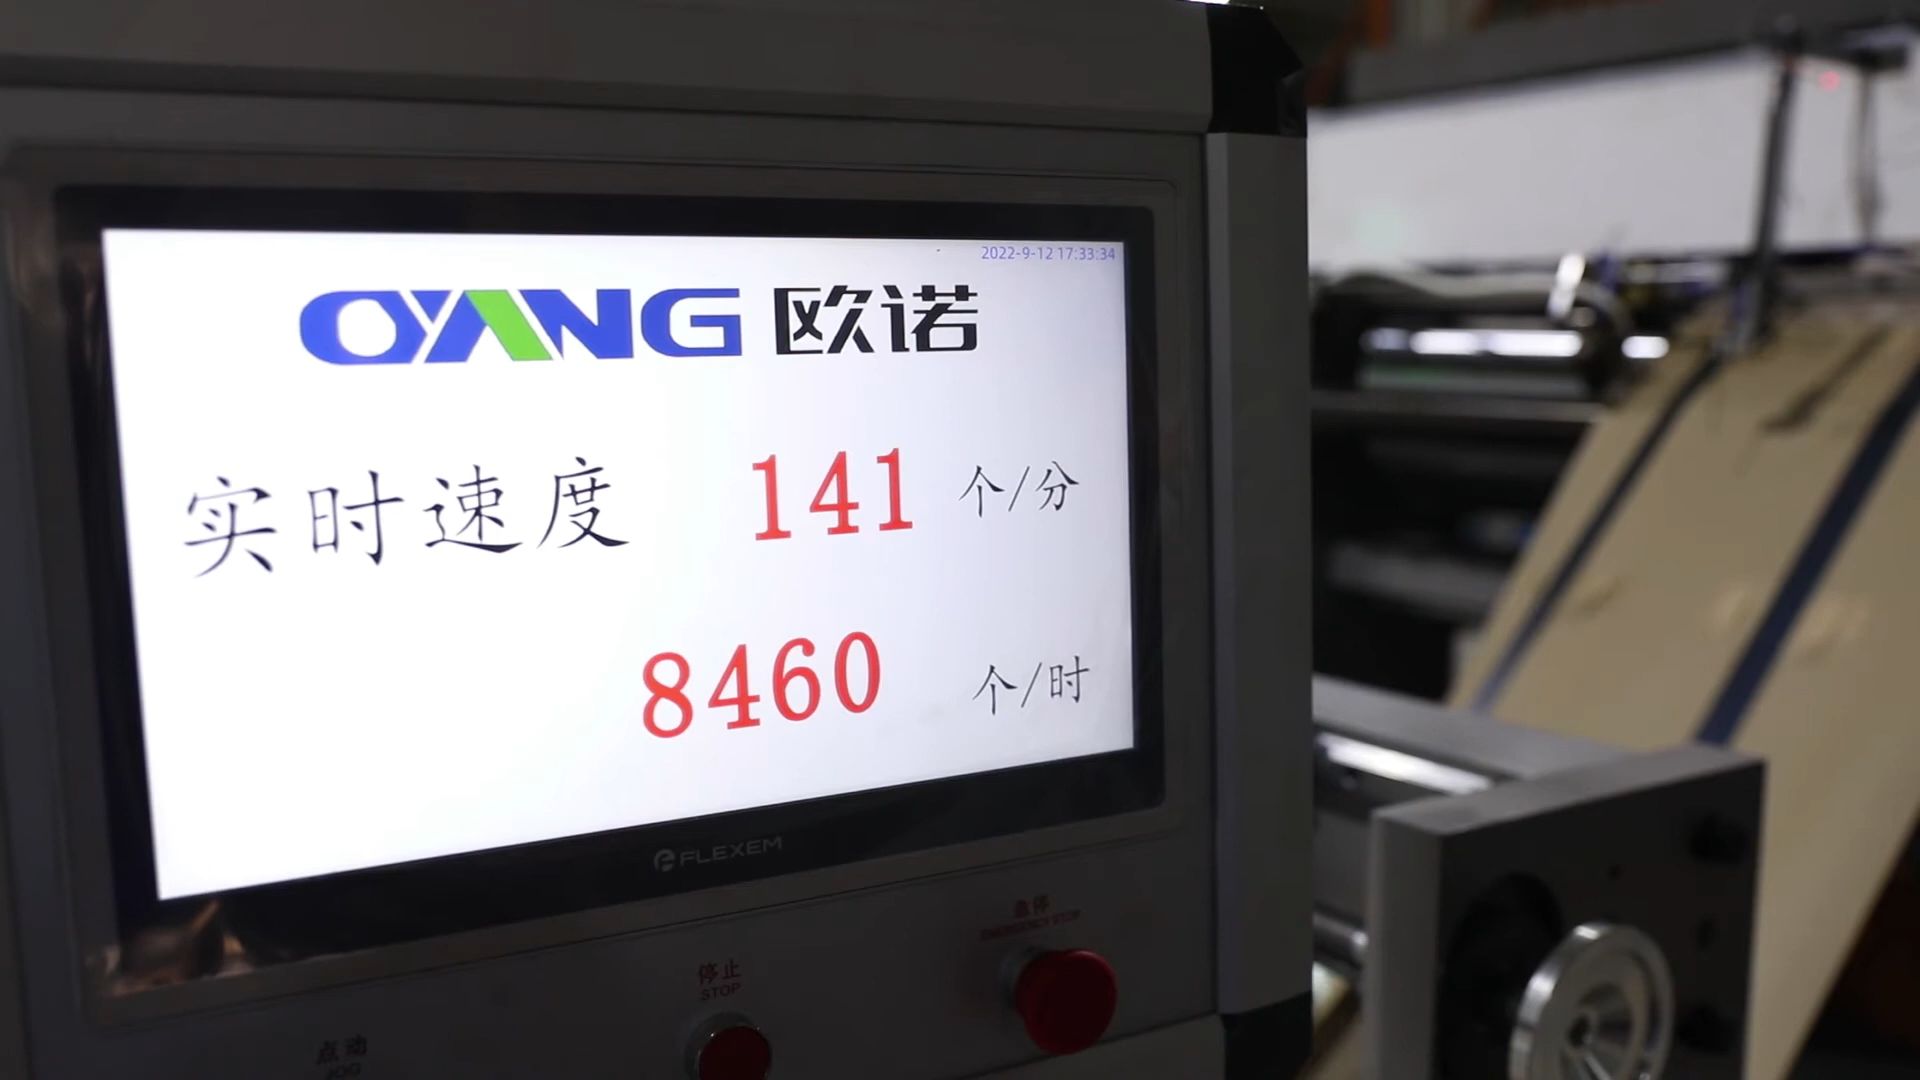 2022-9-12 17:33:34
OYANG 欧诺
实时速度 141 个/分
8460 个/时
FLEXEM
急停
EMERGENCY STOP
停止
STOP
点动
JOG